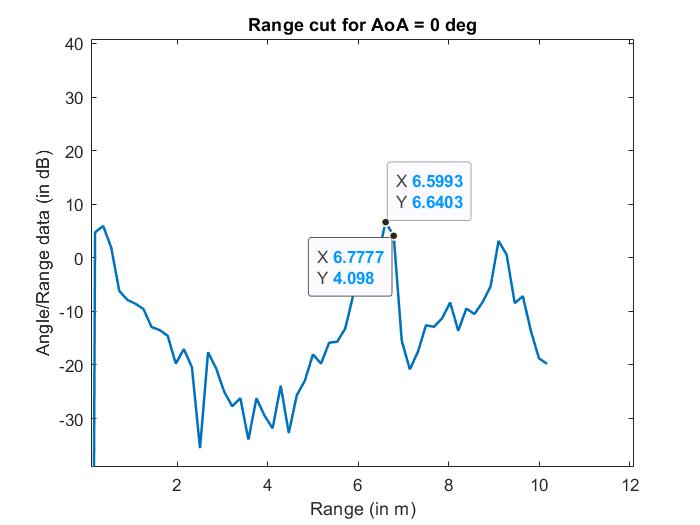 Range cut for AoA = 0 deg
Angle/Range data (in dB)
40
30
20
10
0
-10
-20
-30
X 6.5993
Y 6.6403
X 6.7777
Y 4.098
2
4
6
8
10
12
Range (in m)